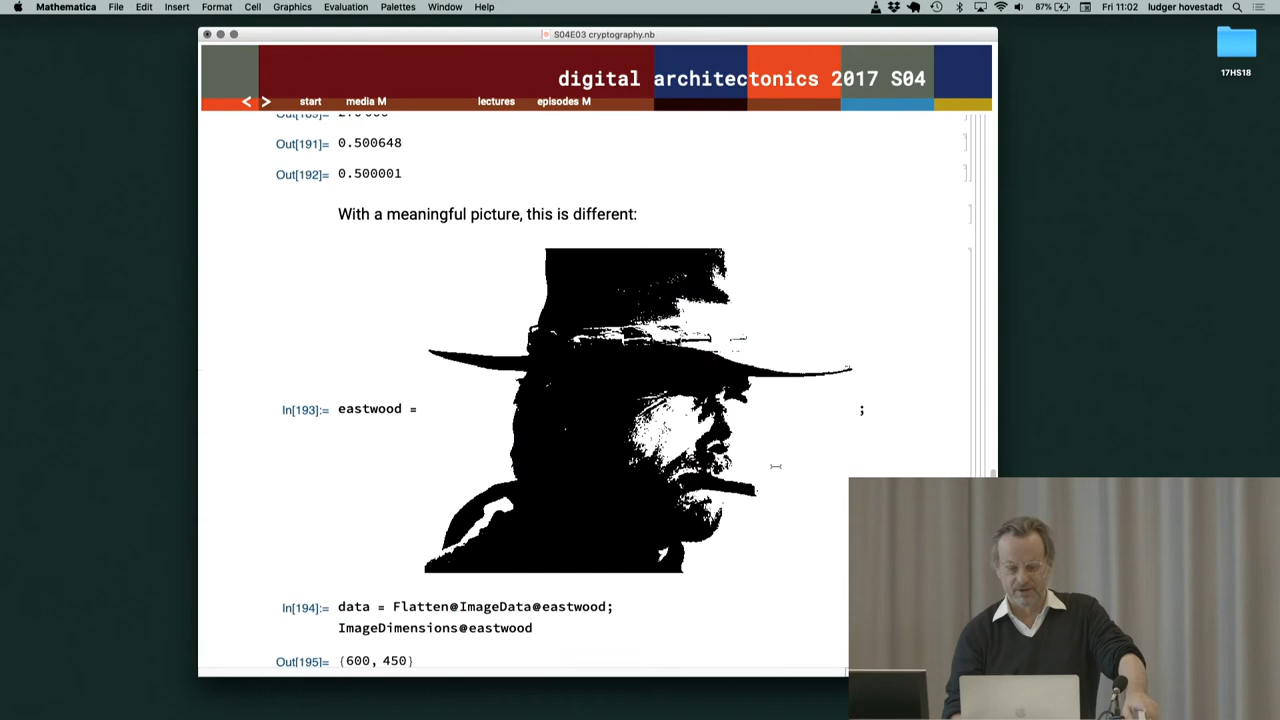 Mathematica File Edit Insert Format Cell Graphics Evaluation Palettes Window Help 87% Fri 11:02 ludger hovestadt
S04E03 cryptography.nb
17HS18
digital architectonics 2017 S04
< > start media M lectures episodes M
Out[191]= 0.500648
Out[192]= 0.500001
With a meaningful picture, this is different:
In[193]:= eastwood = ;
In[194]:= data = Flatten@ImageData@eastwood;
ImageDimensions@eastwood
Out[195]= {600, 450}